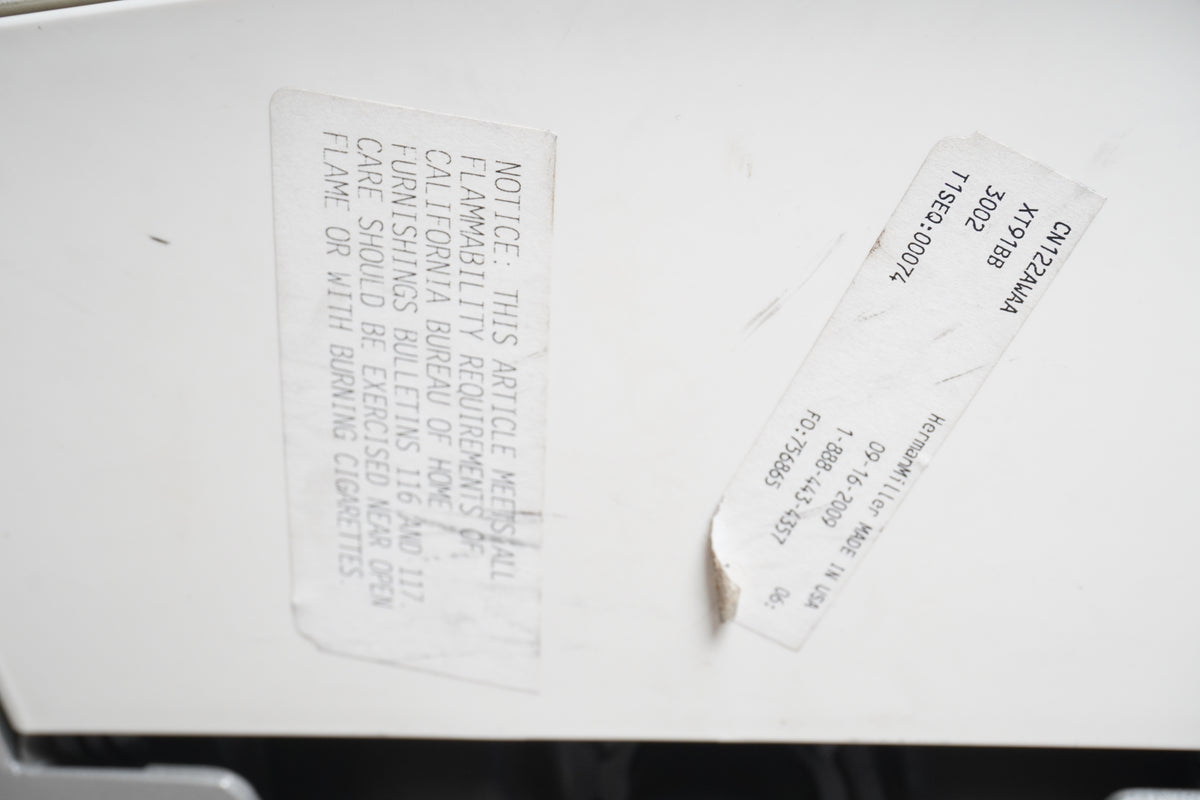 NOTICE: THIS ARTICLE MEETS ALL
FLAMMABILITY REQUIREMENTS OF
CALIFORNIA BUREAU OF HOME
FURNISHINGS BULLETINS 116 AND 117.
CARE SHOULD BE EXERCISED NEAR OPEN
FLAME OR WITH BURNING CIGARETTES.
CN122AWAA
XT91BB
3002
T1SEQ:00074
HermanMiller MADE IN USA
09-16-2009
1-888-443-4357
FO:756865